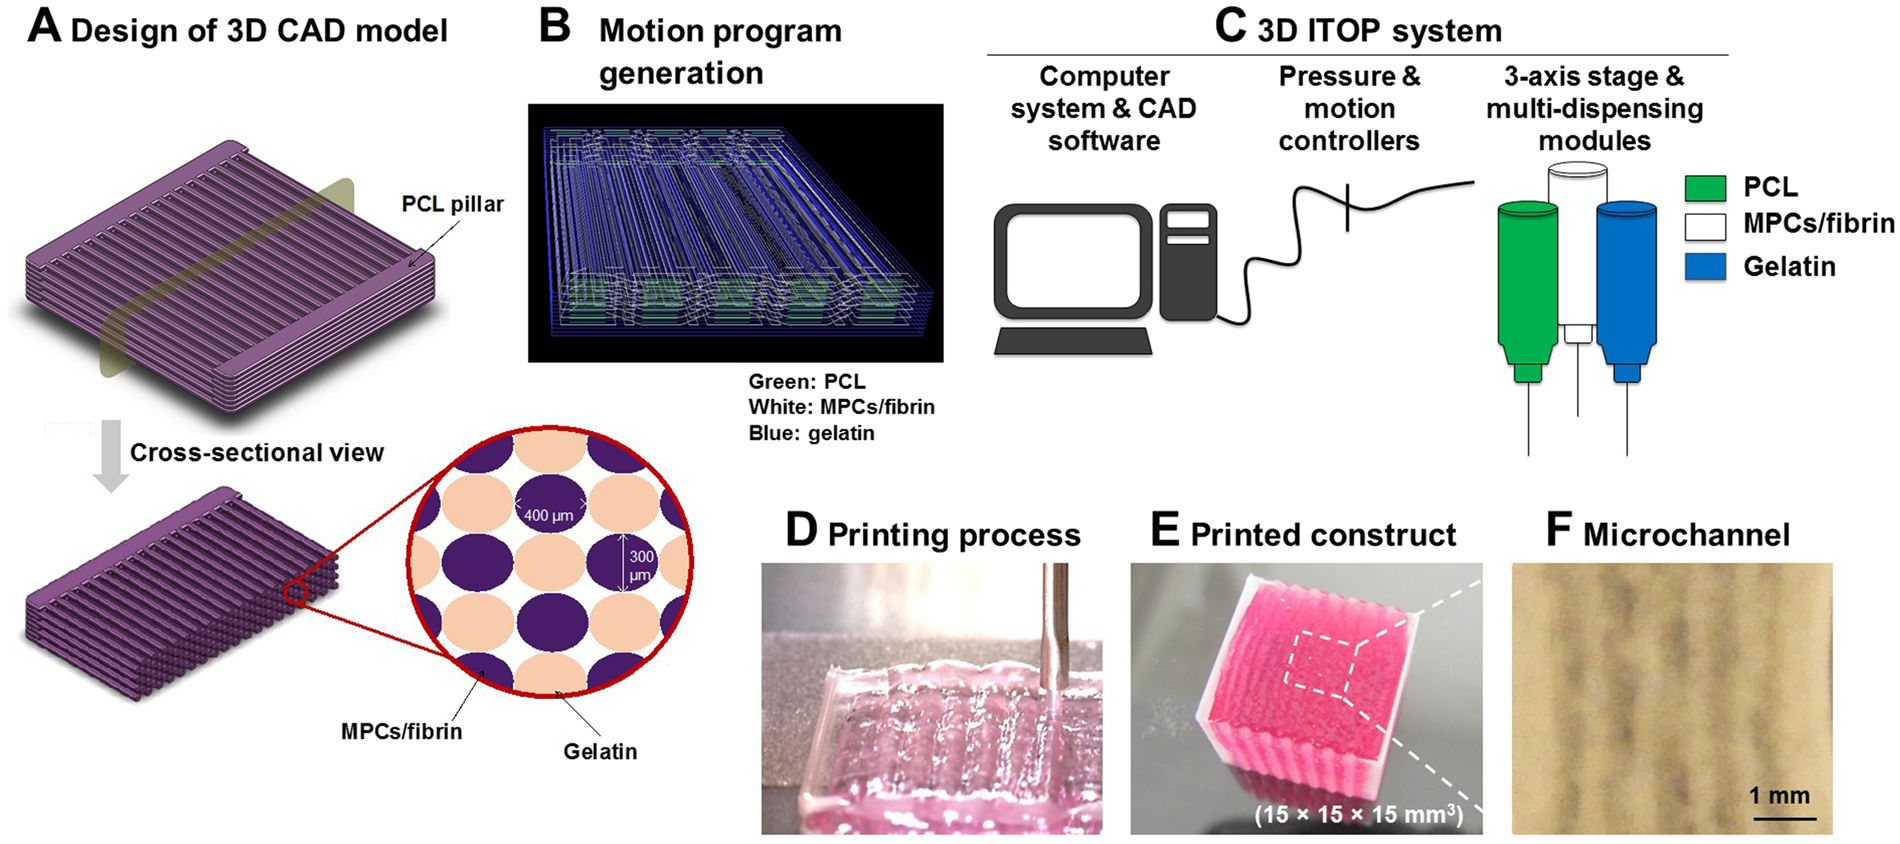 A Design of 3D CAD model
PCL pillar
Cross-sectional view
400 µm
300
µm
MPCs/fibrin
Gelatin
B Motion program
generation
Green: PCL
White: MPCs/fibrin
Blue: gelatin
C 3D ITOP system
Computer
system & CAD
software
Pressure &
motion
controllers
3-axis stage &
multi-dispensing
modules
PCL
MPCs/fibrin
Gelatin
D Printing process
E Printed construct
(15 × 15 × 15 mm³)
F Microchannel
1 mm